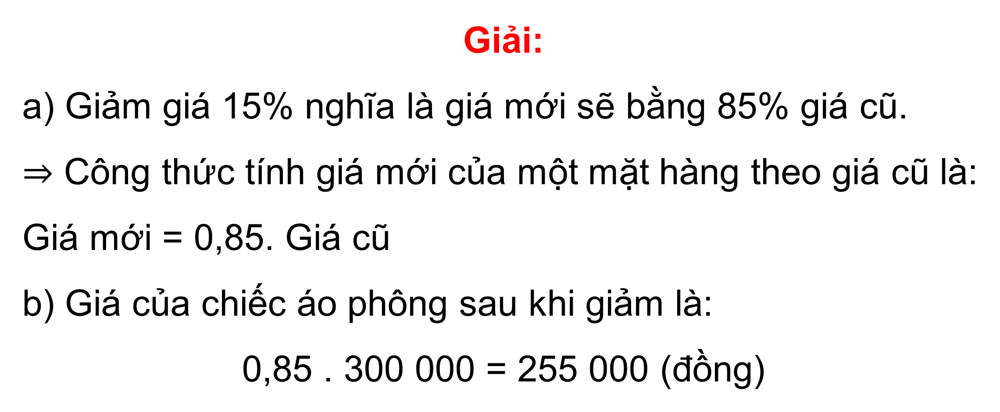 Giải:
a) Giảm giá 15% nghĩa là giá mới sẽ bằng 85% giá cũ.
⇒ Công thức tính giá mới của một mặt hàng theo giá cũ là:
Giá mới = 0,85. Giá cũ
b) Giá của chiếc áo phông sau khi giảm là:
0,85 . 300 000 = 255 000 (đồng)